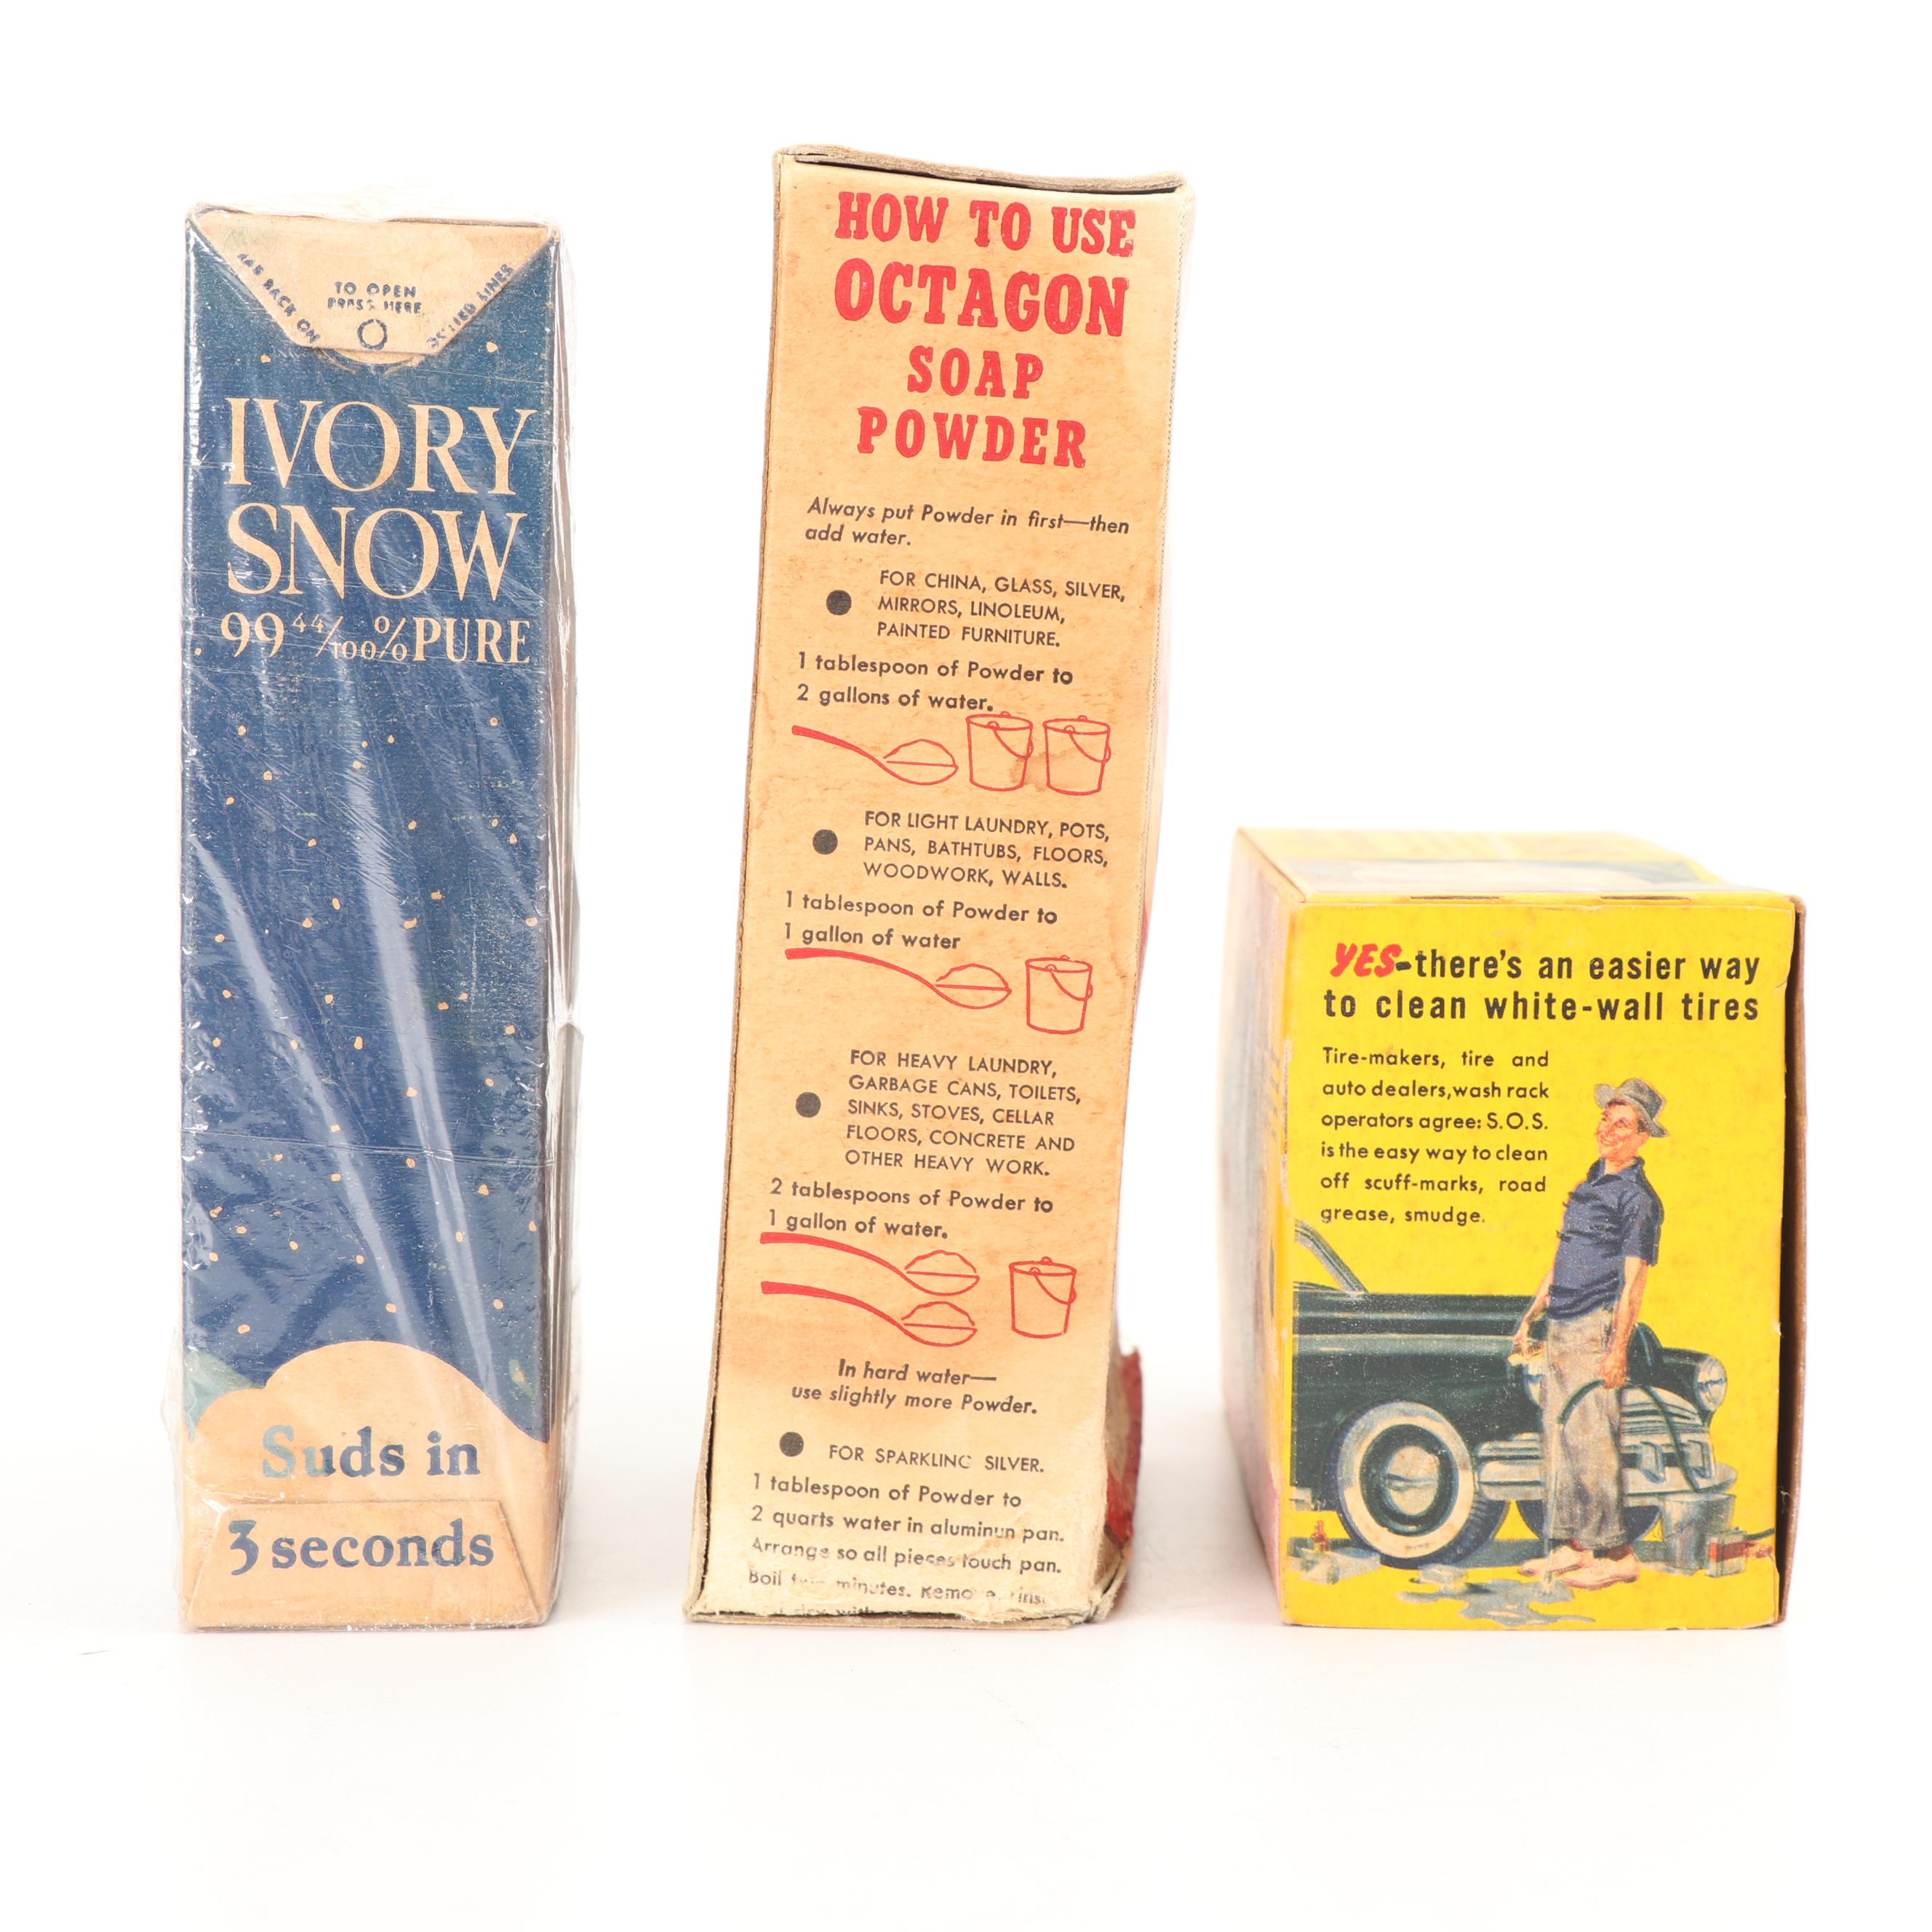 BACK ON
TO OPEN
PRESS HERE
LINES
IVORY
SNOW
99 44/100% PURE
Suds in
3 seconds
HOW TO USE
OCTAGON
SOAP
POWDER
Always put Powder in first—then
add water.
● FOR CHINA, GLASS, SILVER,
MIRRORS, LINOLEUM,
PAINTED FURNITURE.
1 tablespoon of Powder to
2 gallons of water.
● FOR LIGHT LAUNDRY, POTS,
PANS, BATHTUBS, FLOORS,
WOODWORK, WALLS.
1 tablespoon of Powder to
1 gallon of water
● FOR HEAVY LAUNDRY,
GARBAGE CANS, TOILETS,
SINKS, STOVES, CELLAR
FLOORS, CONCRETE AND
OTHER HEAVY WORK.
2 tablespoons of Powder to
1 gallon of water.
In hard water—
use slightly more Powder.
● FOR SPARKLING SILVER.
1 tablespoon of Powder to
2 quarts water in aluminun pan.
Arrange so all pieces touch pan.
Boil minutes. Remove,
YES-there's an easier way
to clean white-wall tires
Tire-makers, tire and
auto dealers, wash rack
operators agree: S.O.S.
is the easy way to clean
off scuff-marks, road
grease, smudge.